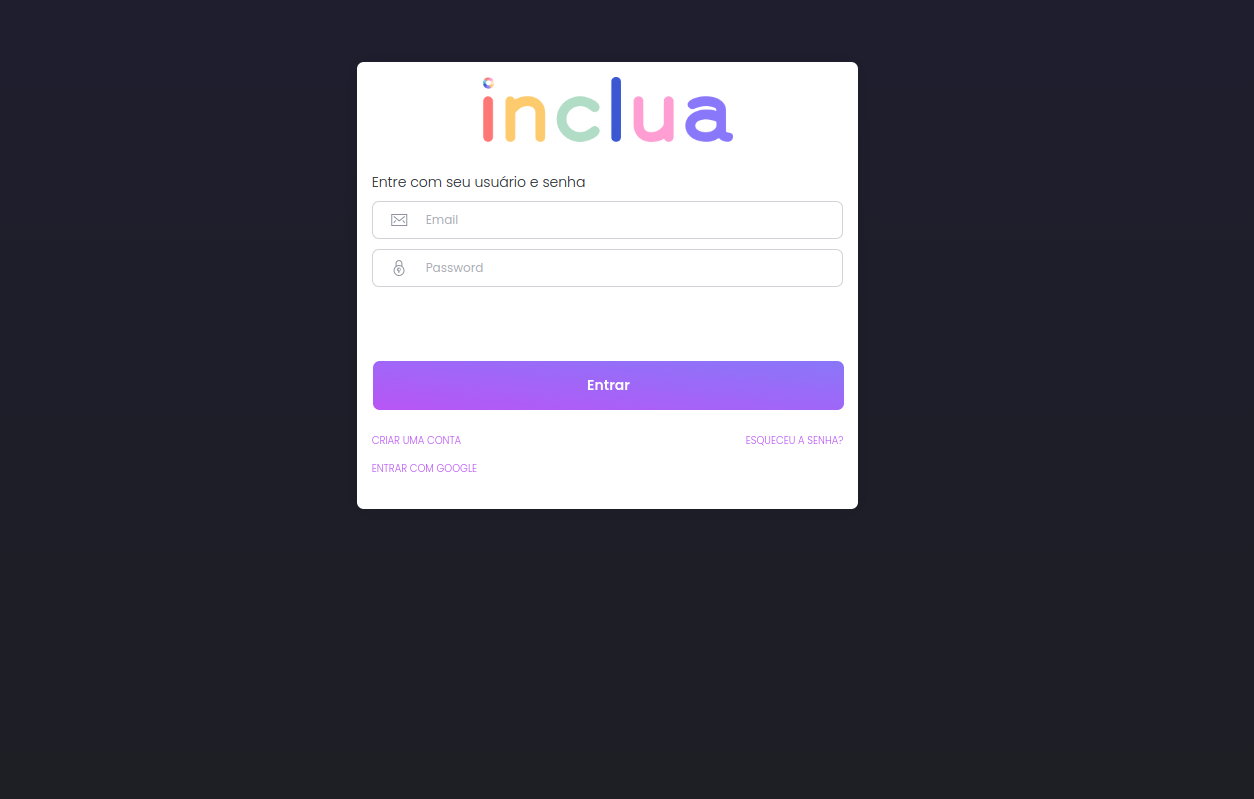 inclua
Entre com seu usuário e senha
Email
Password
Entrar
CRIAR UMA CONTA
ESQUECEU A SENHA?
ENTRAR COM GOOGLE